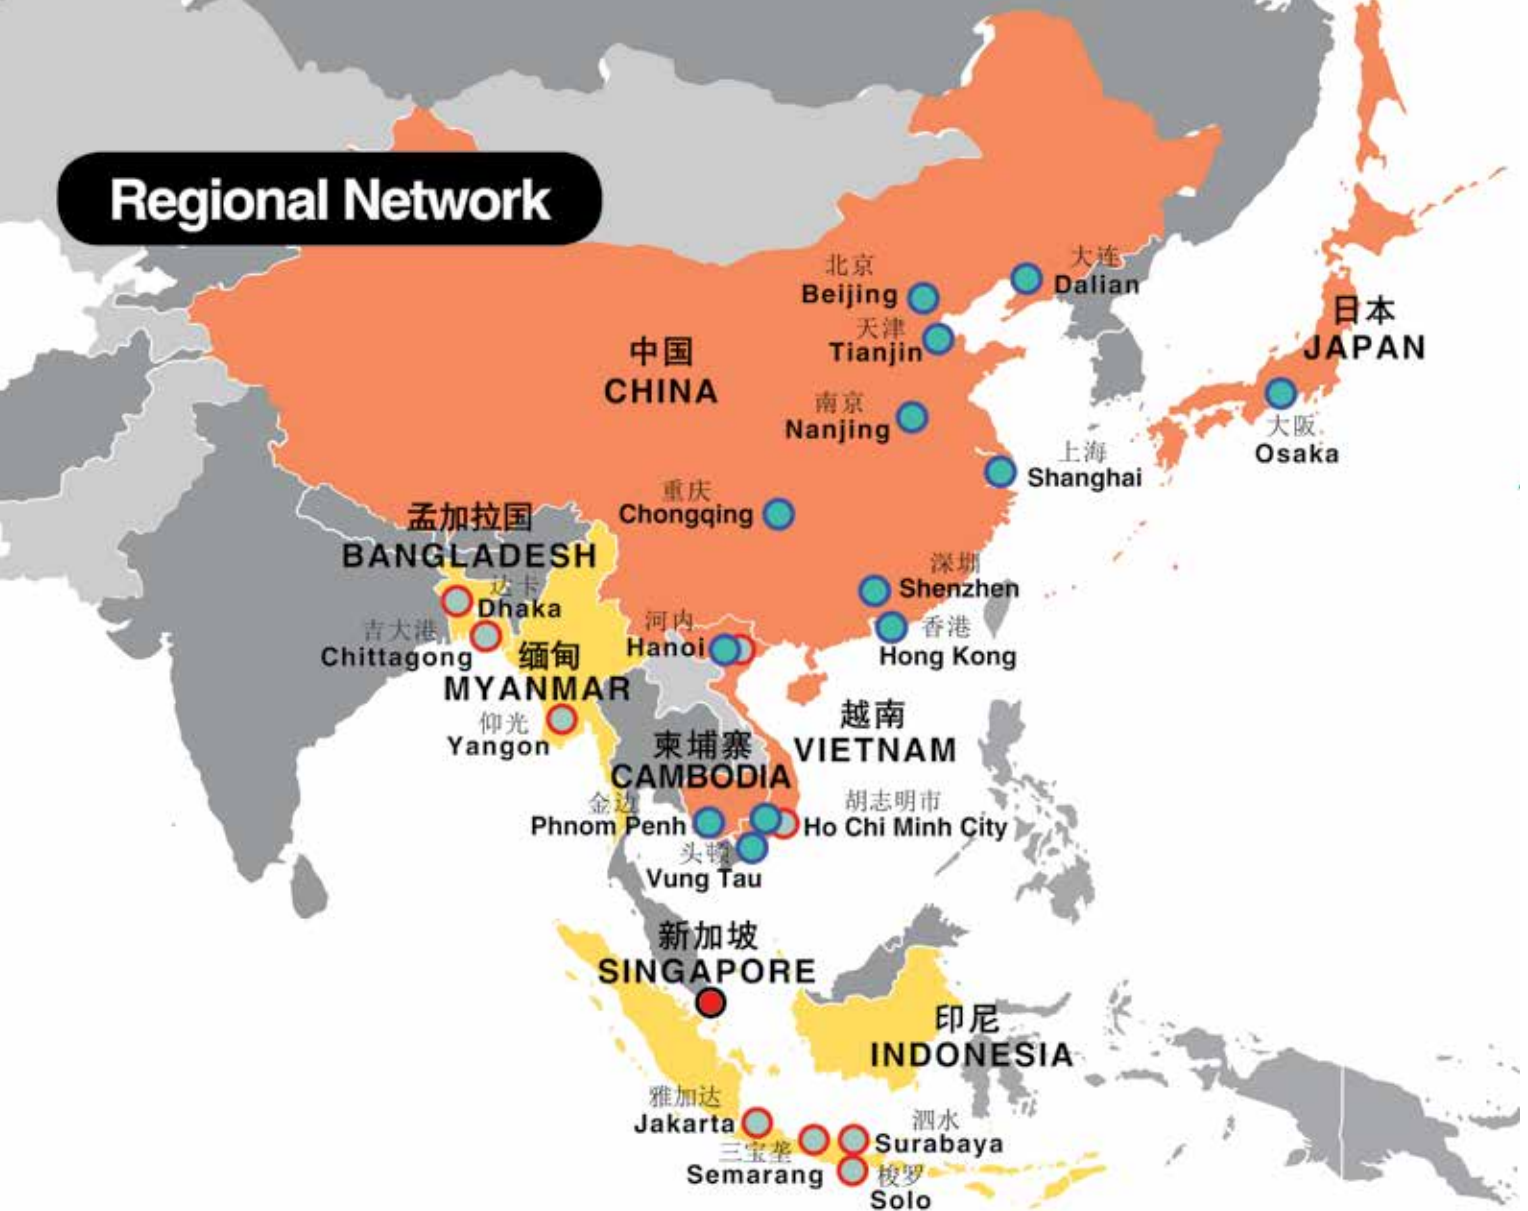 Regional Network
北京
Beijing
大连
Dalian
天津
Tianjin
日本
JAPAN
中国
CHINA
南京
Nanjing
大阪
Osaka
上海
Shanghai
重庆
Chongqing
孟加拉国
BANGLADESH
达卡
Dhaka
深圳
Shenzhen
吉大港
Chittagong
河内
Hanoi
香港
Hong Kong
缅甸
MYANMAR
仰光
Yangon
越南
VIETNAM
柬埔寨
CAMBODIA
金边
Phnom Penh
胡志明市
Ho Chi Minh City
头顿
Vung Tau
新加坡
SINGAPORE
印尼
INDONESIA
雅加达
Jakarta
泗水
Surabaya
三宝垄
Semarang
梭罗
Solo